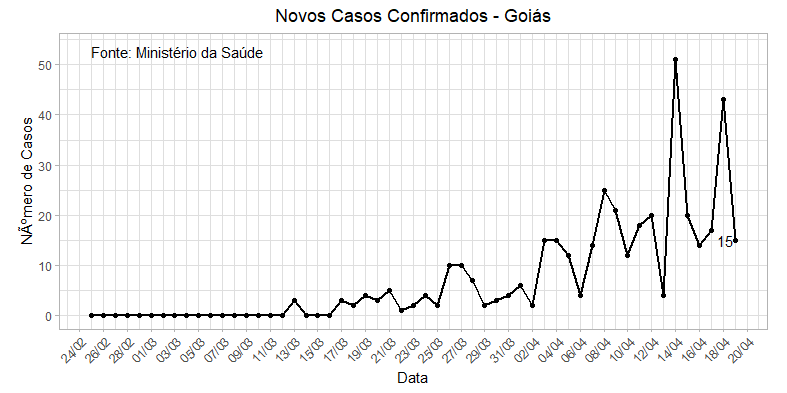 Novos Casos Confirmados - Goiás
Fonte: Ministério da Saúde
NÃºmero de Casos
50
40
30
20
10
0
15
24/02 26/02 28/02 01/03 03/03 05/03 07/03 09/03 11/03 13/03 15/03 17/03 19/03 21/03 23/03 25/03 27/03 29/03 31/03 02/04 04/04 06/04 08/04 10/04 12/04 14/04 16/04 18/04 20/04
Data